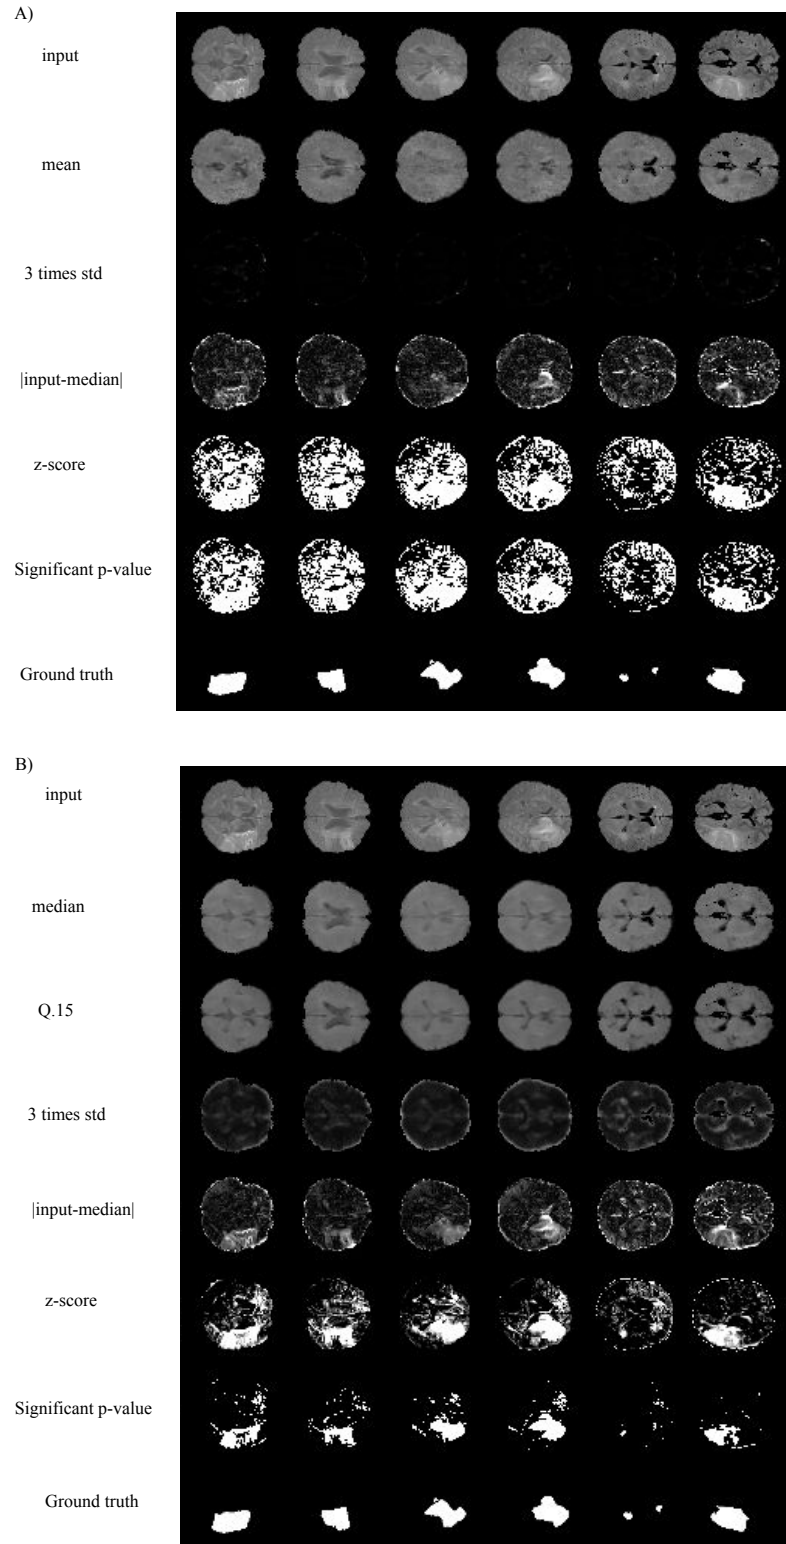 A)
input
mean
3 times std
|input-median|
z-score
Significant p-value
Ground truth
B)
input
median
Q.15
3 times std
|input-median|
z-score
Significant p-value
Ground truth